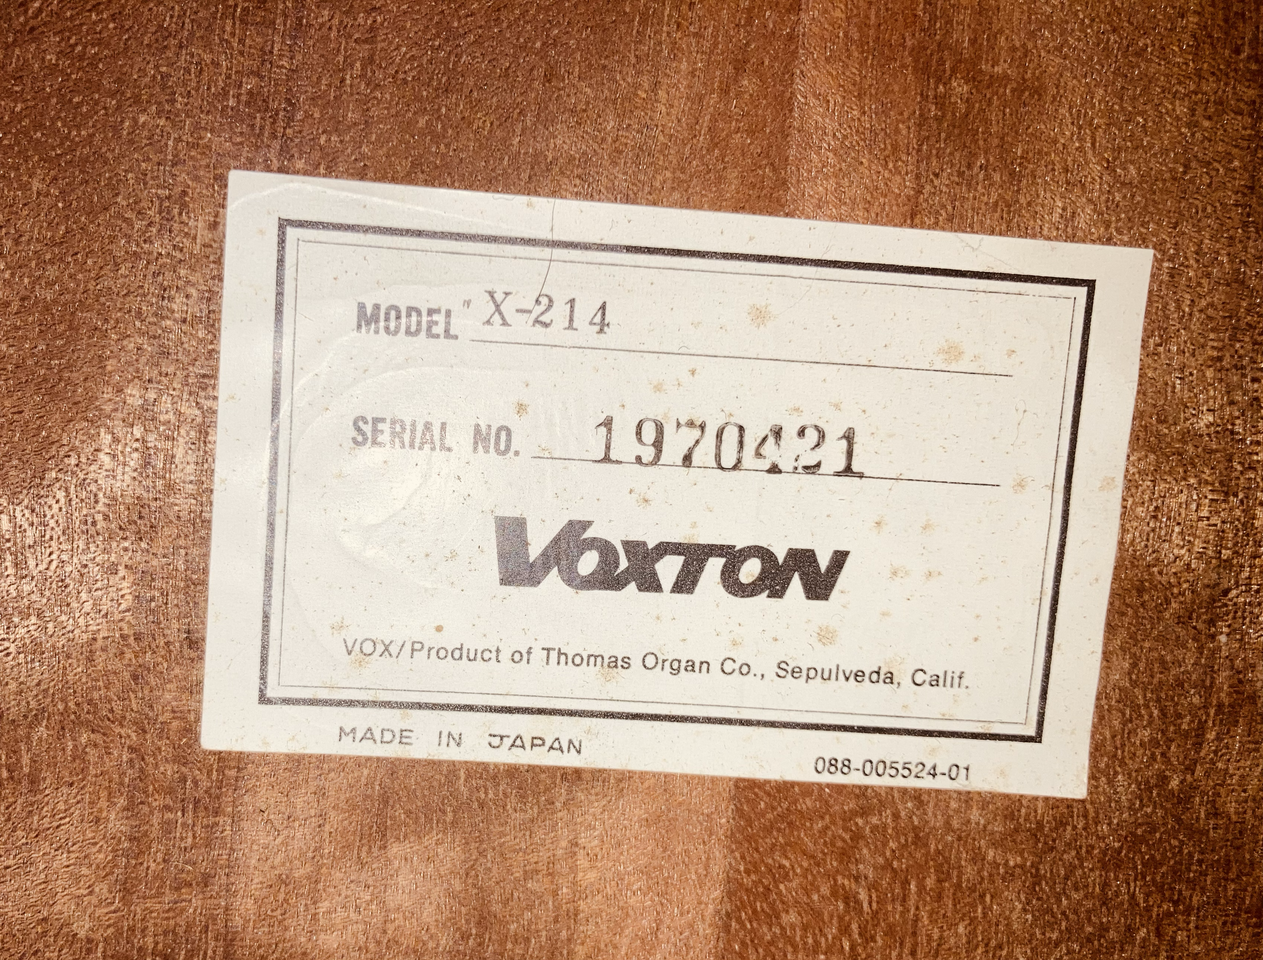 MODEL " X-214
SERIAL NO. 1970421
VOXTON
VOX/Product of Thomas Organ Co., Sepulveda, Calif.
MADE IN JAPAN
088-005524-01